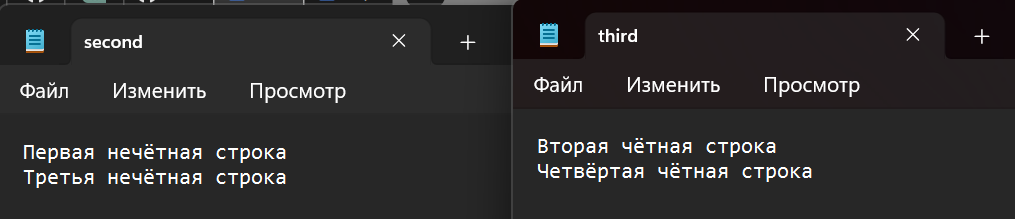 second
Файл Изменить Просмотр
Первая нечётная строка
Третья нечётная строка
third
Файл Изменить Просмотр
Вторая чётная строка
Четвёртая чётная строка